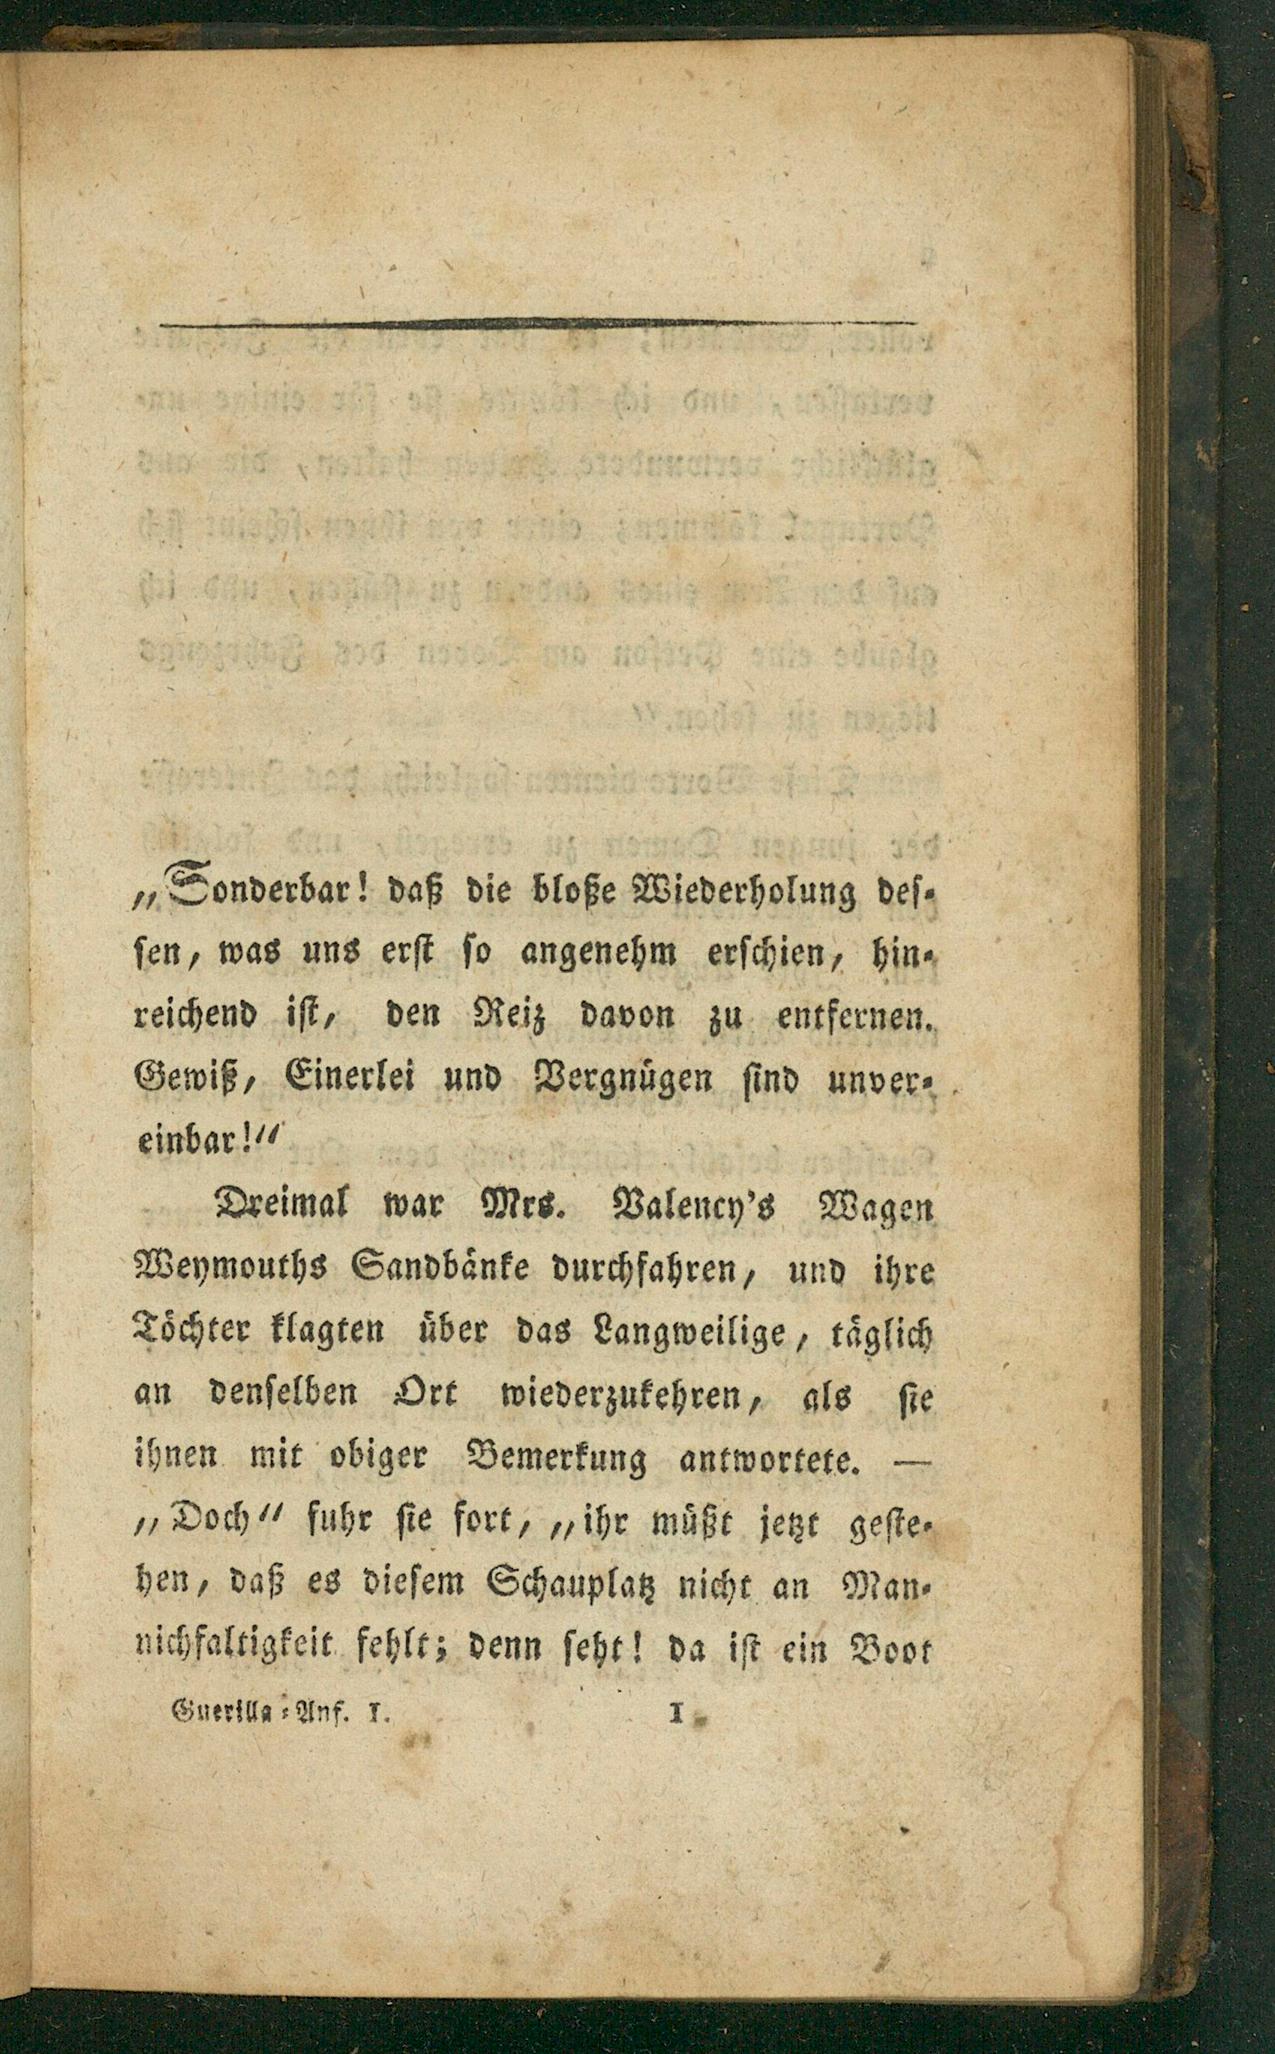 „Sonderbar! daß die bloße Wiederholung des-
sen, was uns erst so angenehm erschien, hin-
reichend ist, den Reiz davon zu entfernen.
Gewiß, Einerlei und Vergnügen sind unver-
einbar!“
Dreimal war Mrs. Valency's Wagen
Weymouths Sandbänke durchfahren, und ihre
Töchter klagten über das Langweilige, täglich
an denselben Ort wiederzukehren, als sie
ihnen mit obiger Bemerkung antwortete. —
„Doch“ fuhr sie fort, „ihr müßt jetzt geste-
hen, daß es diesem Schauplatz nicht an Man-
nichfaltigkeit fehlt; denn seht! da ist ein Boot
Guerilla-Anf. I. 1